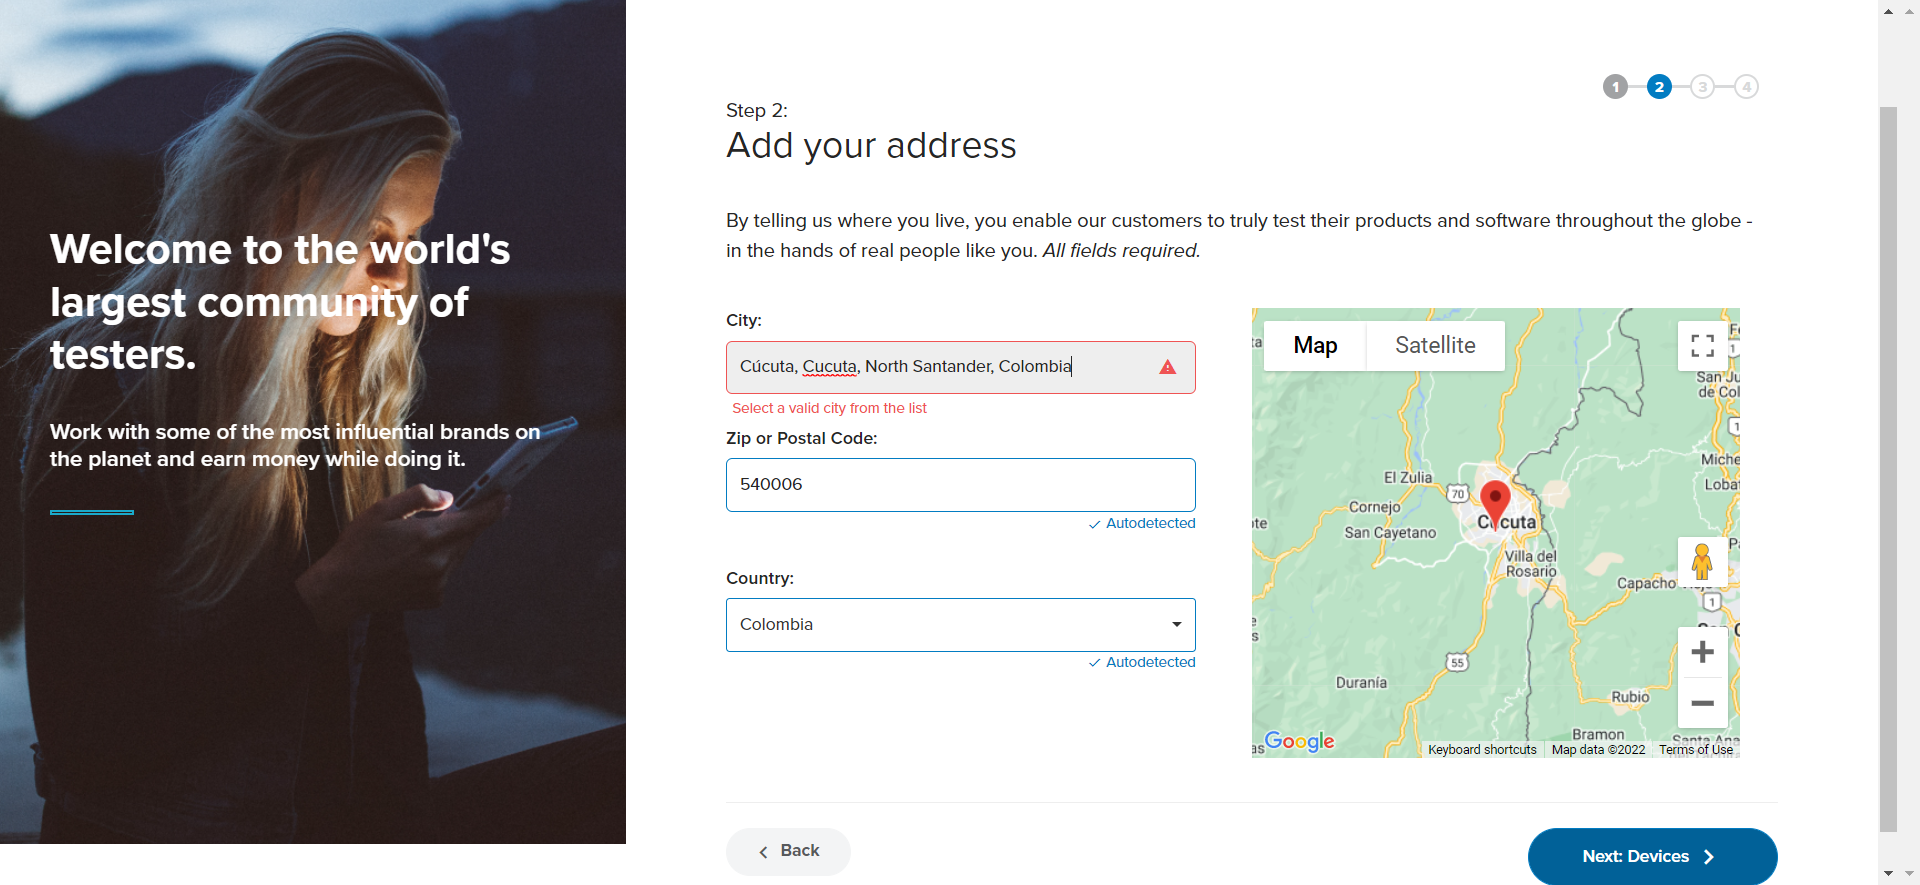 Welcome to the world's
largest community of
testers.
Work with some of the most influential brands on
the planet and earn money while doing it.
1 2 3 4
Step 2:
Add your address
By telling us where you live, you enable our customers to truly test their products and software throughout the globe -
in the hands of real people like you. All fields required.
City:
Cúcuta, Cucuta, North Santander, Colombia
Select a valid city from the list
Zip or Postal Code:
540006
Autodetected
Country:
Colombia
Autodetected
Map Satellite
San Ju
de Col
1
Miche
Lobat
El Zulia
70
Cornejo
Cúcuta
San Cayetano
Villa del
Rosario
Capacho
1
55
Duranía
Rubio
Bramon
Santa Ana
Google
Keyboard shortcuts Map data ©2022 Terms of Use
Back
Next: Devices